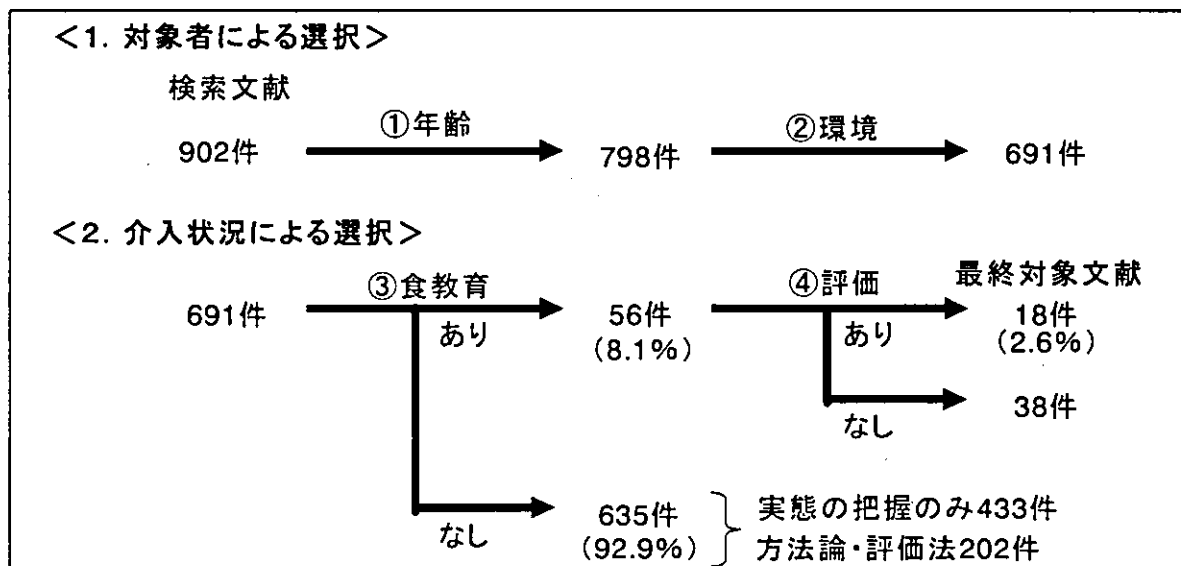 <1. 対象者による選択>
検索文献
902件 ①年齢 798件 ②環境 691件
<2. 介入状況による選択>
691件 ③食教育 あり 56件 (8.1%) ④評価 あり 最終対象文献 18件 (2.6%)
なし 38件
なし 635件 (92.9%) 実態の把握のみ433件
方法論・評価法202件